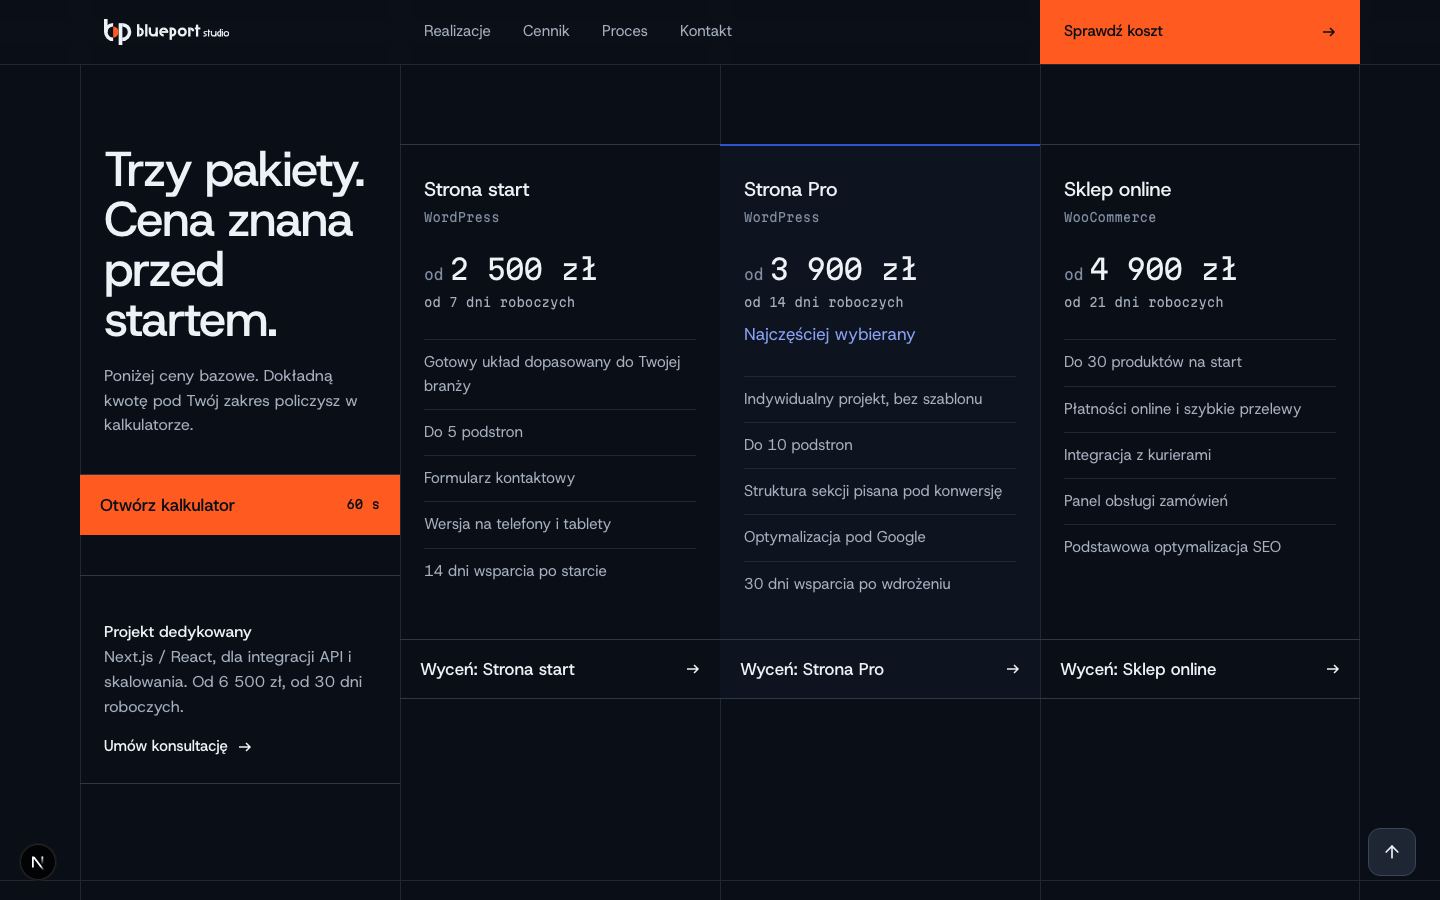 blueport studio
Realizacje
Cennik
Proces
Kontakt
Sprawdź koszt →
Trzy pakiety.
Cena znana
przed
startem.
Poniżej ceny bazowe. Dokładną
kwotę pod Twój zakres policzysz w
kalkulatorze.
Otwórz kalkulator 60 s
Projekt dedykowany
Next.js / React, dla integracji API i
skalowania. Od 6 500 zł, od 30 dni
roboczych.
Umów konsultację →
Strona start
WordPress
od 2 500 zł
od 7 dni roboczych
Gotowy układ dopasowany do Twojej
branży
Do 5 podstron
Formularz kontaktowy
Wersja na telefony i tablety
14 dni wsparcia po starcie
Wyceń: Strona start →
Strona Pro
WordPress
od 3 900 zł
od 14 dni roboczych
Najczęściej wybierany
Indywidualny projekt, bez szablonu
Do 10 podstron
Struktura sekcji pisana pod konwersję
Optymalizacja pod Google
30 dni wsparcia po wdrożeniu
Wyceń: Strona Pro →
Sklep online
WooCommerce
od 4 900 zł
od 21 dni roboczych
Do 30 produktów na start
Płatności online i szybkie przelewy
Integracja z kurierami
Panel obsługi zamówień
Podstawowa optymalizacja SEO
Wyceń: Sklep online →
N